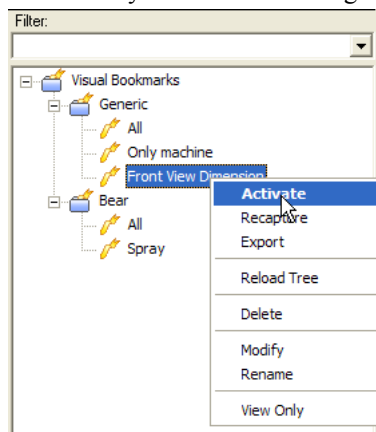 Filter:
Visual Bookmarks
Generic
All
Only machine
Front View Dimension
Activate
Bear
Recapture
All
Export
Spray
Reload Tree
Delete
Modify
Rename
View Only